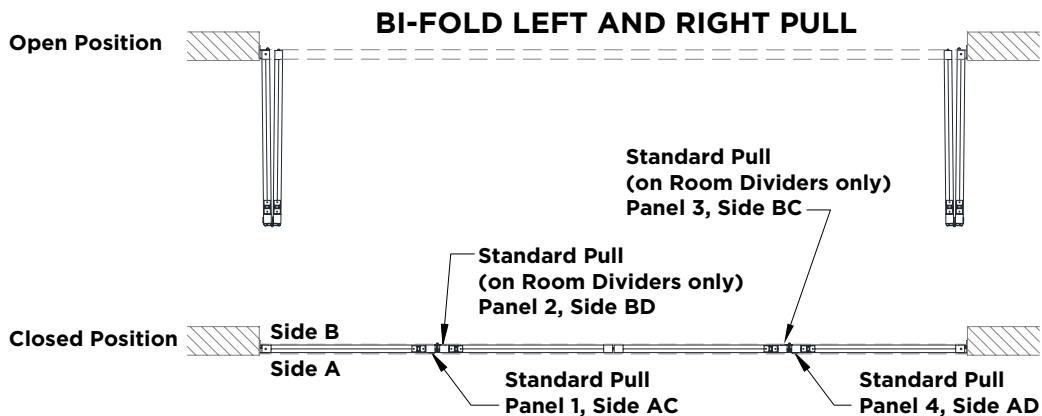 BI-FOLD LEFT AND RIGHT PULL
Open Position
Standard Pull
(on Room Dividers only)
Panel 3, Side BC
Standard Pull
(on Room Dividers only)
Panel 2, Side BD
Closed Position
Side B
Side A
Standard Pull
Panel 1, Side AC
Standard Pull
Panel 4, Side AD